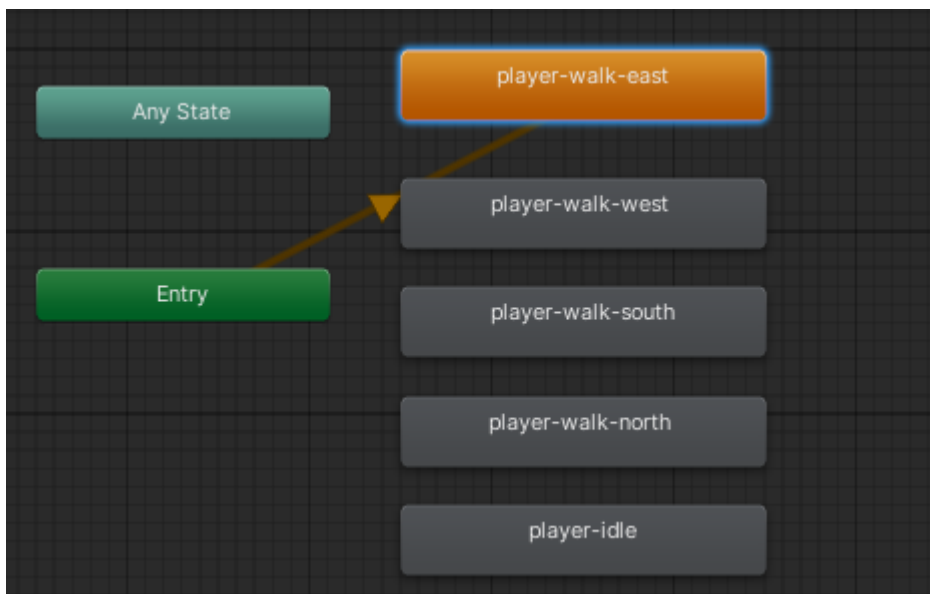 player-walk-east
Any State
player-walk-west
Entry
player-walk-south
player-walk-north
player-idle